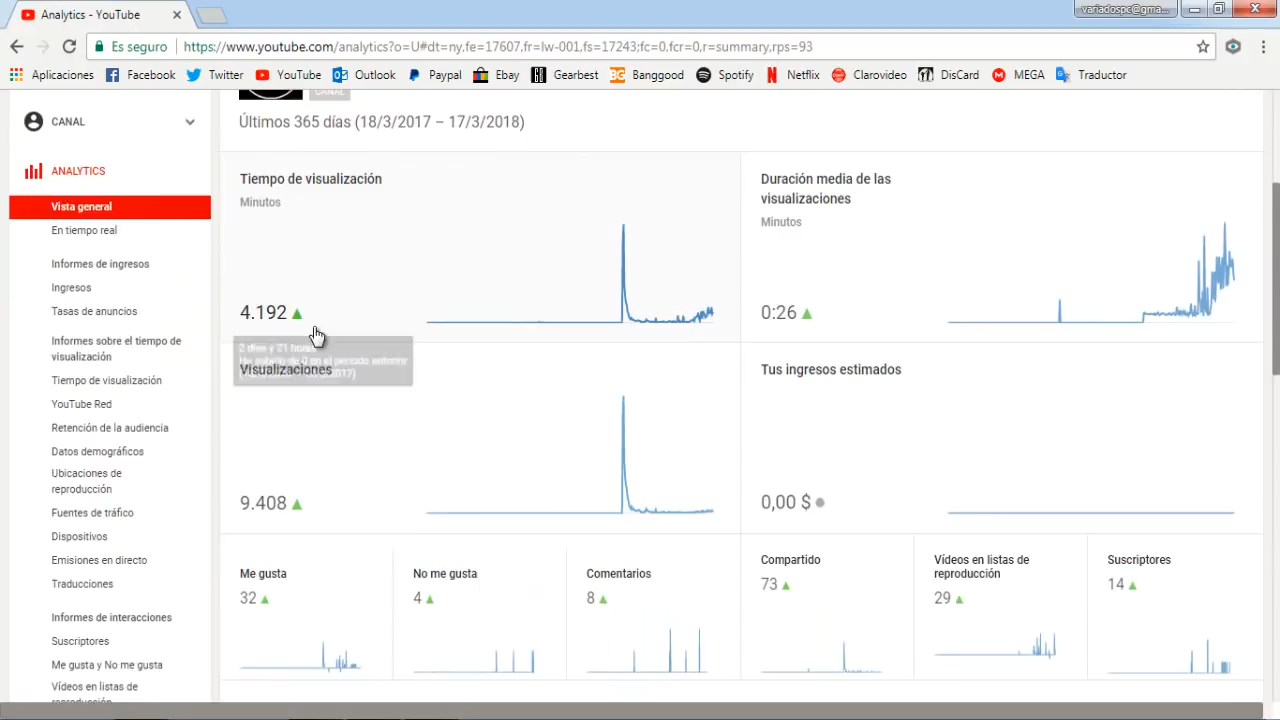 Analytics - YouTube
variadospc@gma...
Es seguro
https://www.youtube.com/analytics?o=U#dt=ny,fe=17607,fr=lw-001,fs=17243;fc=0,fcr=0,r=summary,rps=93
Aplicaciones
Facebook
Twitter
YouTube
Outlook
Paypal
Ebay
Gearbest
Banggood
Spotify
Netflix
Clarovideo
DisCard
MEGA
Traductor
CANAL
CANAL
Últimos 365 días (18/3/2017 – 17/3/2018)
ANALYTICS
Vista general
En tiempo real
Informes de ingresos
Ingresos
Tasas de anuncios
Informes sobre el tiempo de
visualización
Tiempo de visualización
YouTube Red
Retención de la audiencia
Datos demográficos
Ubicaciones de
reproducción
Fuentes de tráfico
Dispositivos
Emisiones en directo
Traducciones
Informes de interacciones
Suscriptores
Me gusta y No me gusta
Vídeos en listas de
Tiempo de visualización
Minutos
4.192
2 días y 21
Duración media de las
visualizaciones
Minutos
0:26
Visualizaciones
9.408
Tus ingresos estimados
0,00 $
Me gusta
32
No me gusta
4
Comentarios
8
Compartido
73
Vídeos en listas de
reproducción
29
Suscriptores
14